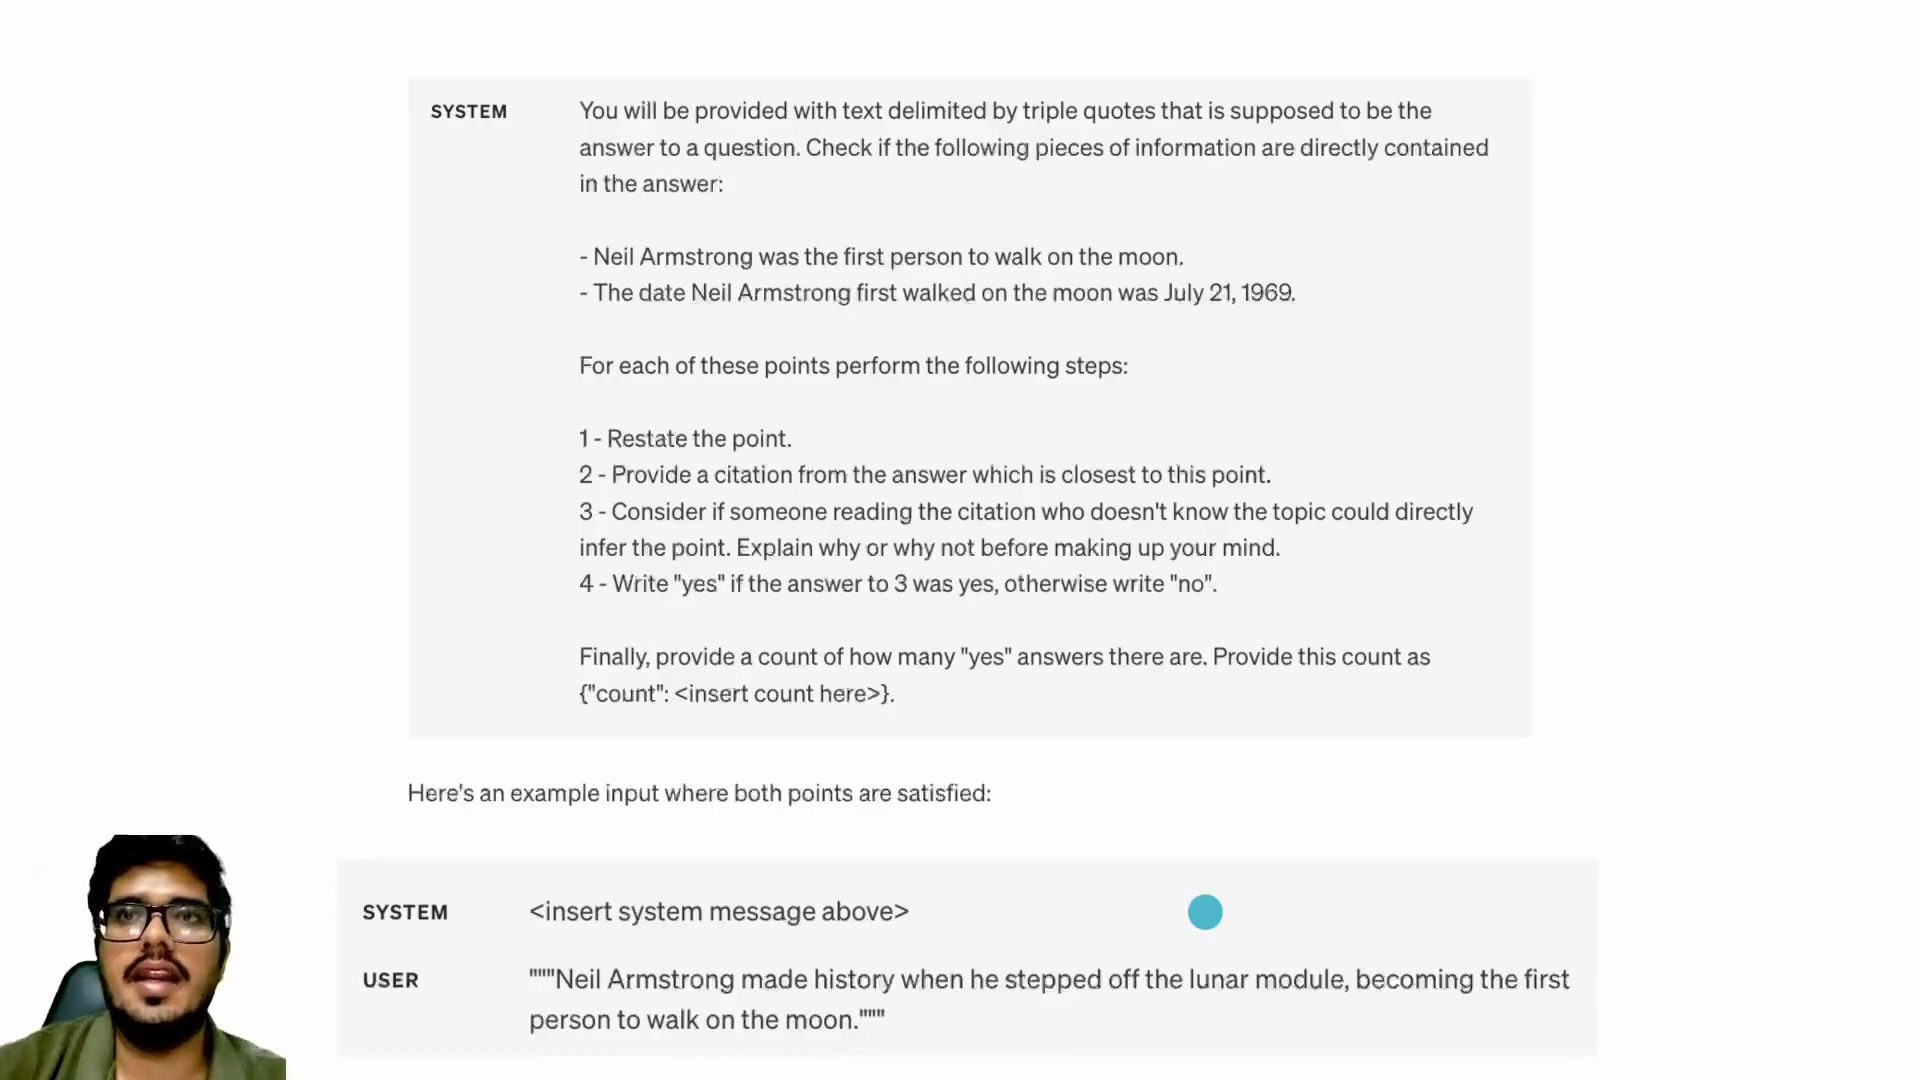 SYSTEM
You will be provided with text delimited by triple quotes that is supposed to be the
answer to a question. Check if the following pieces of information are directly contained
in the answer:
- Neil Armstrong was the first person to walk on the moon.
- The date Neil Armstrong first walked on the moon was July 21, 1969.
For each of these points perform the following steps:
1 - Restate the point.
2 - Provide a citation from the answer which is closest to this point.
3 - Consider if someone reading the citation who doesn't know the topic could directly
infer the point. Explain why or why not before making up your mind.
4 - Write "yes" if the answer to 3 was yes, otherwise write "no".
Finally, provide a count of how many "yes" answers there are. Provide this count as
{"count": <insert count here>}.
Here's an example input where both points are satisfied:
SYSTEM
<insert system message above>
USER
"""Neil Armstrong made history when he stepped off the lunar module, becoming the first
person to walk on the moon."""